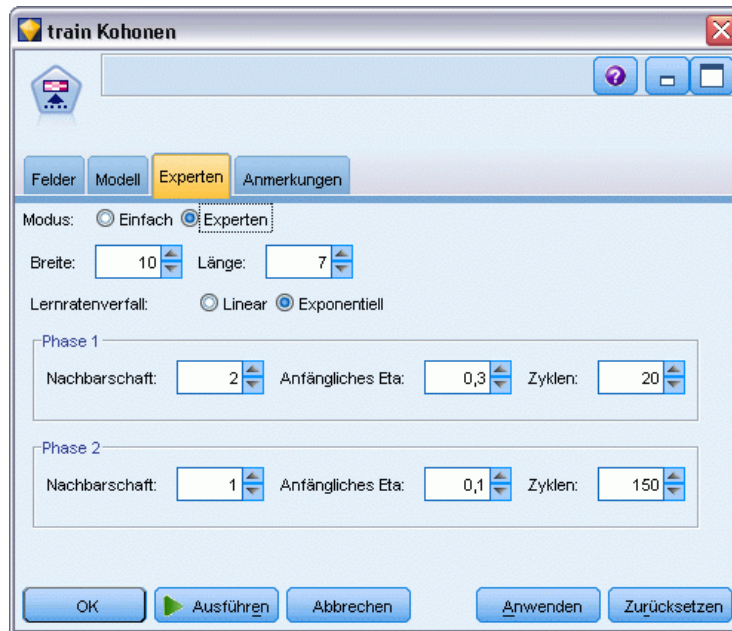 train Kohonen
Felder Modell Experten Anmerkungen
Modus: Einfach Experten
Breite: 10 Länge: 7
Lernratenverfall: Linear Exponentiell
Phase 1
Nachbarschaft: 2 Anfängliches Eta: 0,3 Zyklen: 20
Phase 2
Nachbarschaft: 1 Anfängliches Eta: 0,1 Zyklen: 150
OK Ausführen Abbrechen Anwenden Zurücksetzen